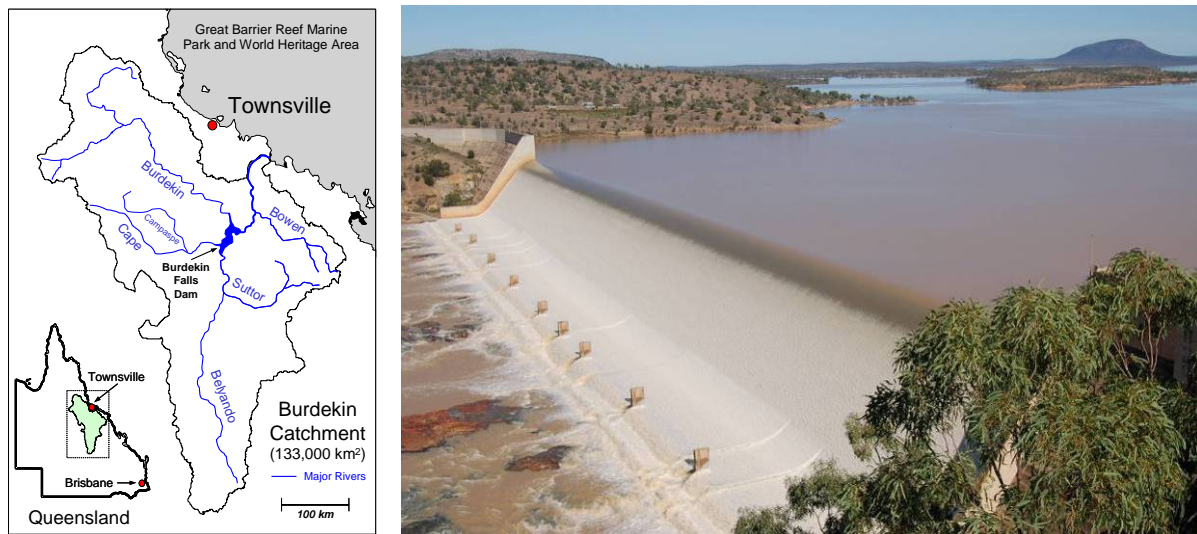 Great Barrier Reef Marine
Park and World Heritage Area
Townsville
Burdekin
Bowen
Campaspe
Cape
Burdekin
Falls
Dam
Suttor
Belyando
Townsville
Burdekin
Catchment
(133,000 km²)
Major Rivers
Brisbane
100 km
Queensland